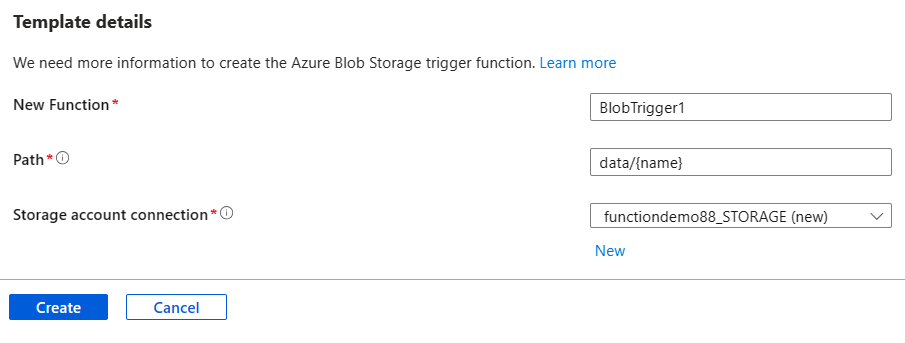 Template details
We need more information to create the Azure Blob Storage trigger function. Learn more
New Function*
BlobTrigger1
Path*
data/{name}
Storage account connection*
functiondemo88_STORAGE (new)
New
Create
Cancel